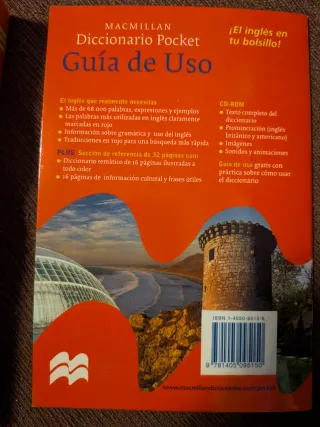 MACMILLAN
Diccionario Pocket
Guía de Uso
¡El inglés en
tu bolsillo!
El inglés que realmente necesitas
• Más de 68 000 palabras, expresiones y ejemplos
• Las palabras más utilizadas en inglés claramente
marcadas en rojo
• Información sobre gramática y uso del inglés
• Traducciones en rojo para una búsqueda más rápida
PLUS Sección de referencia de 32 páginas con:
• Diccionario temático de 16 páginas ilustradas a
todo color
• 16 páginas de información cultural y frases útiles
CD-ROM
• Texto completo del
diccionario
• Pronunciación (inglés
británico y americano)
• Imágenes
• Sonidos y animaciones
Guía de uso gratis con
práctica sobre cómo usar
el diccionario
ISBN
9 781405 095150